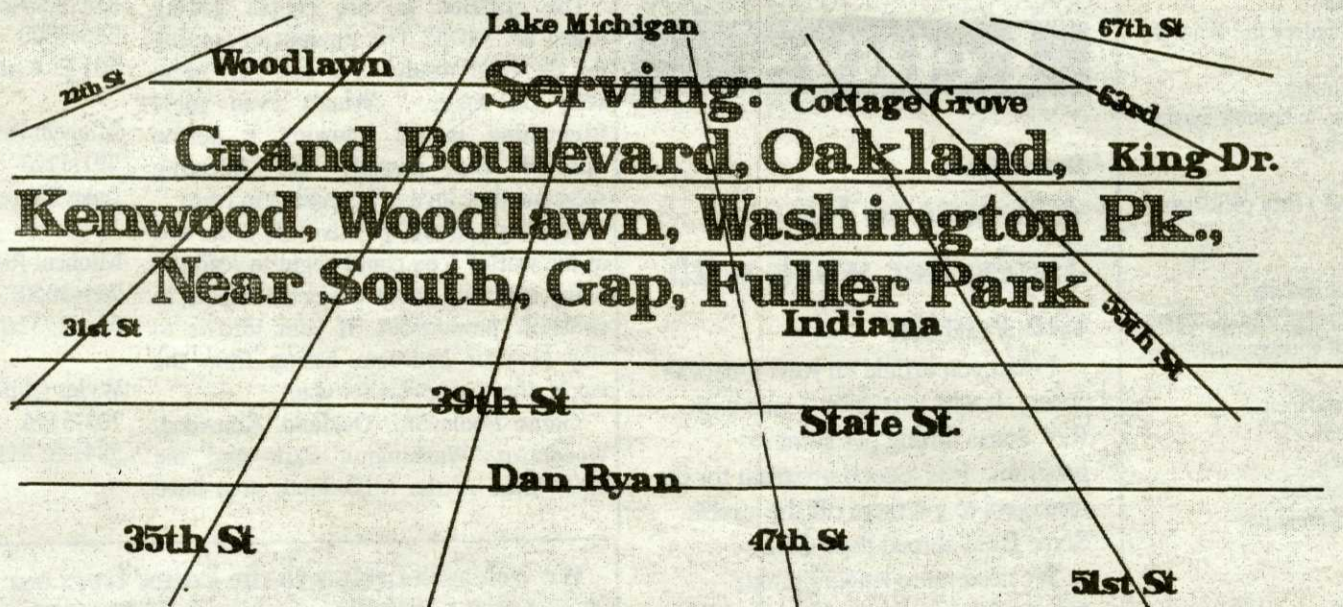 Lake Michigan
67th St
22th St
Woodlawn
Serving:
Cottage Grove
63rd
Grand Boulevard, Oakland,
King Dr.
Kenwood, Woodlawn, Washington Pk.,
Near South, Gap, Fuller Park
31st St
Indiana
55th St
39th St
State St.
Dan Ryan
35th St
47th St
51st St